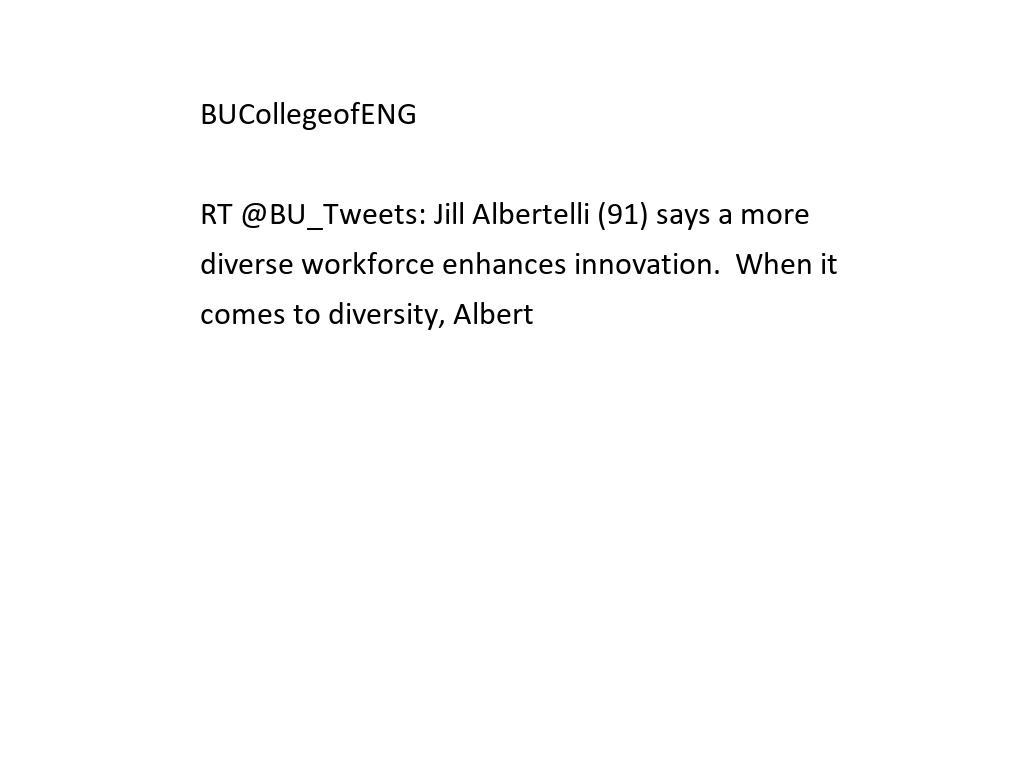 BUCollegeofENG
RT @BU_Tweets: Jill Albertelli (91) says a more
diverse workforce enhances innovation.  When it
comes to diversity, Albert